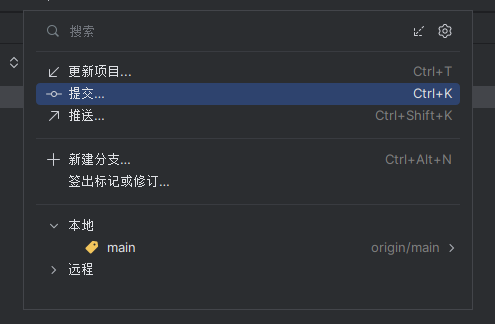 搜索
更新项目... Ctrl+T
提交... Ctrl+K
推送... Ctrl+Shift+K
新建分支... Ctrl+Alt+N
签出标记或修订...
本地
main origin/main
远程